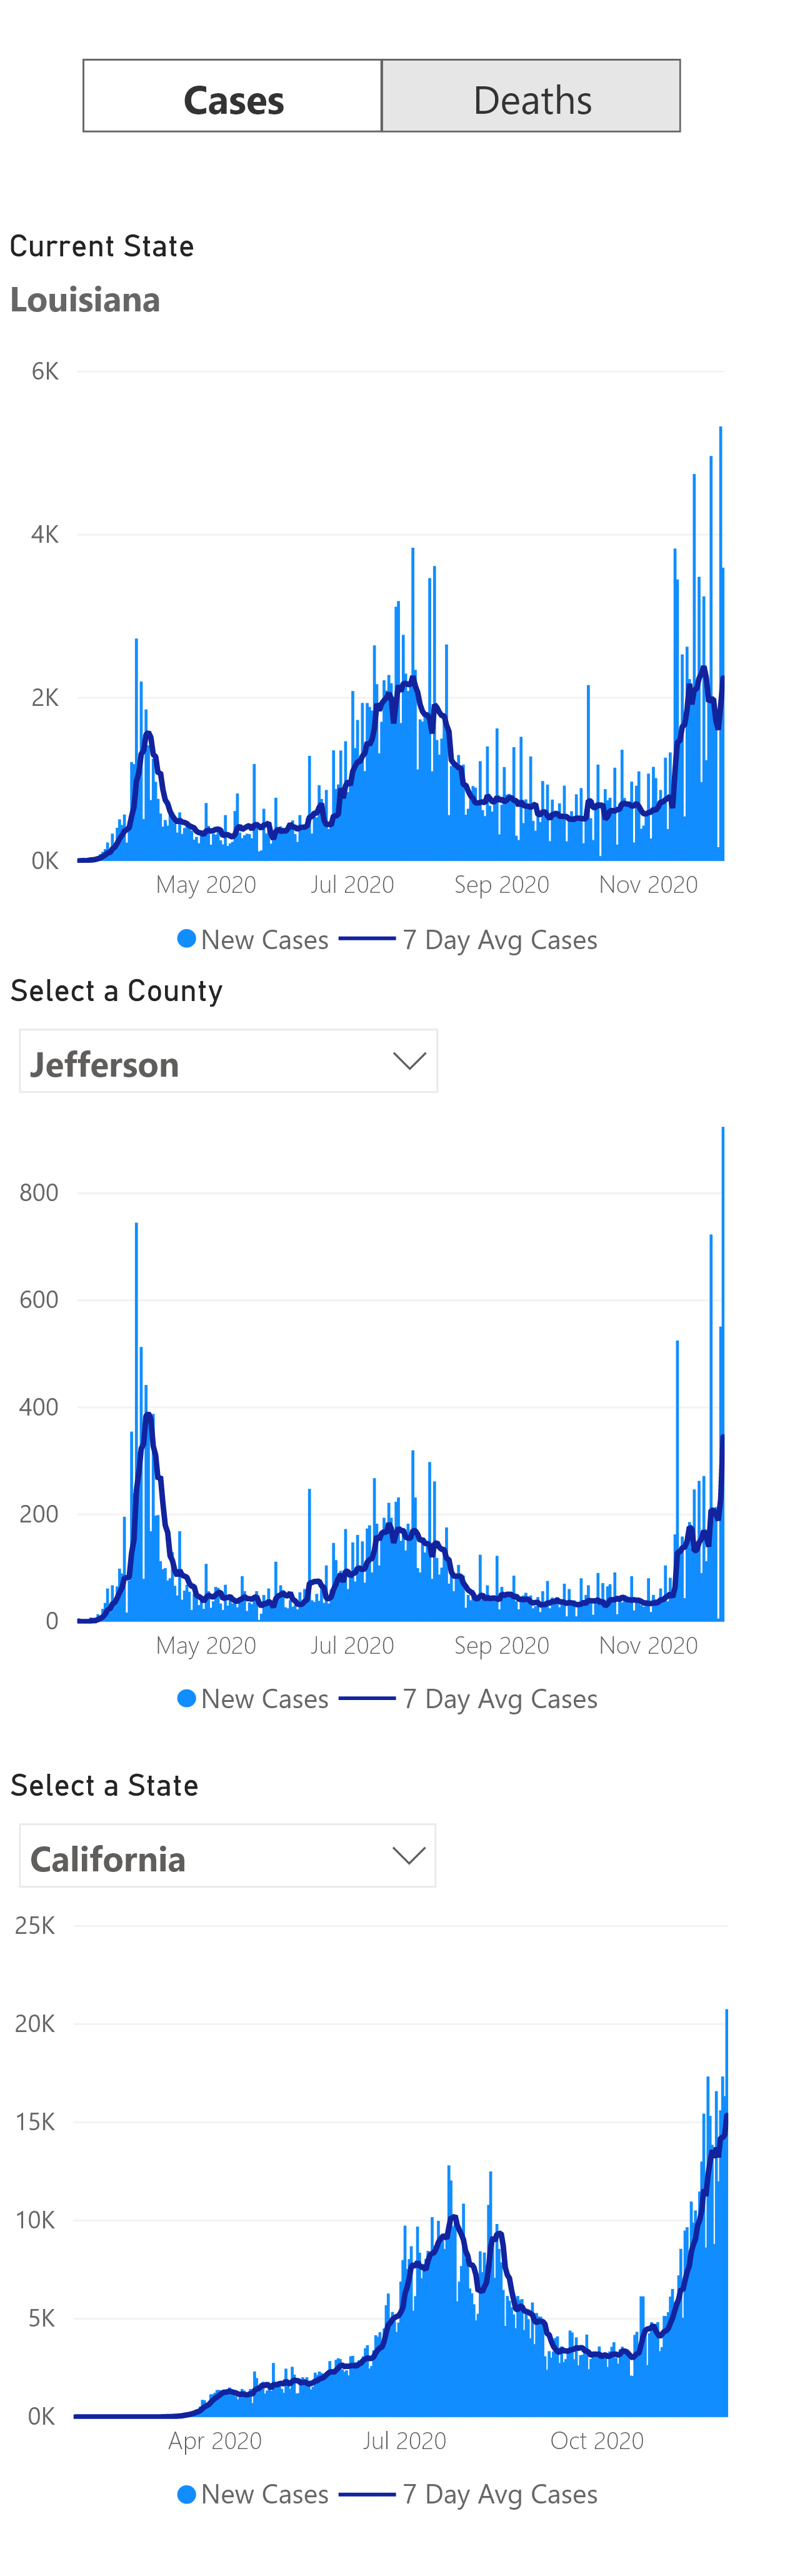 Cases Deaths
Current State
Louisiana
6K
4K
2K
0K
May 2020 Jul 2020 Sep 2020 Nov 2020
New Cases 7 Day Avg Cases
Select a County
Jefferson
800
600
400
200
0
May 2020 Jul 2020 Sep 2020 Nov 2020
New Cases 7 Day Avg Cases
Select a State
California
25K
20K
15K
10K
5K
0K
Apr 2020 Jul 2020 Oct 2020
New Cases 7 Day Avg Cases